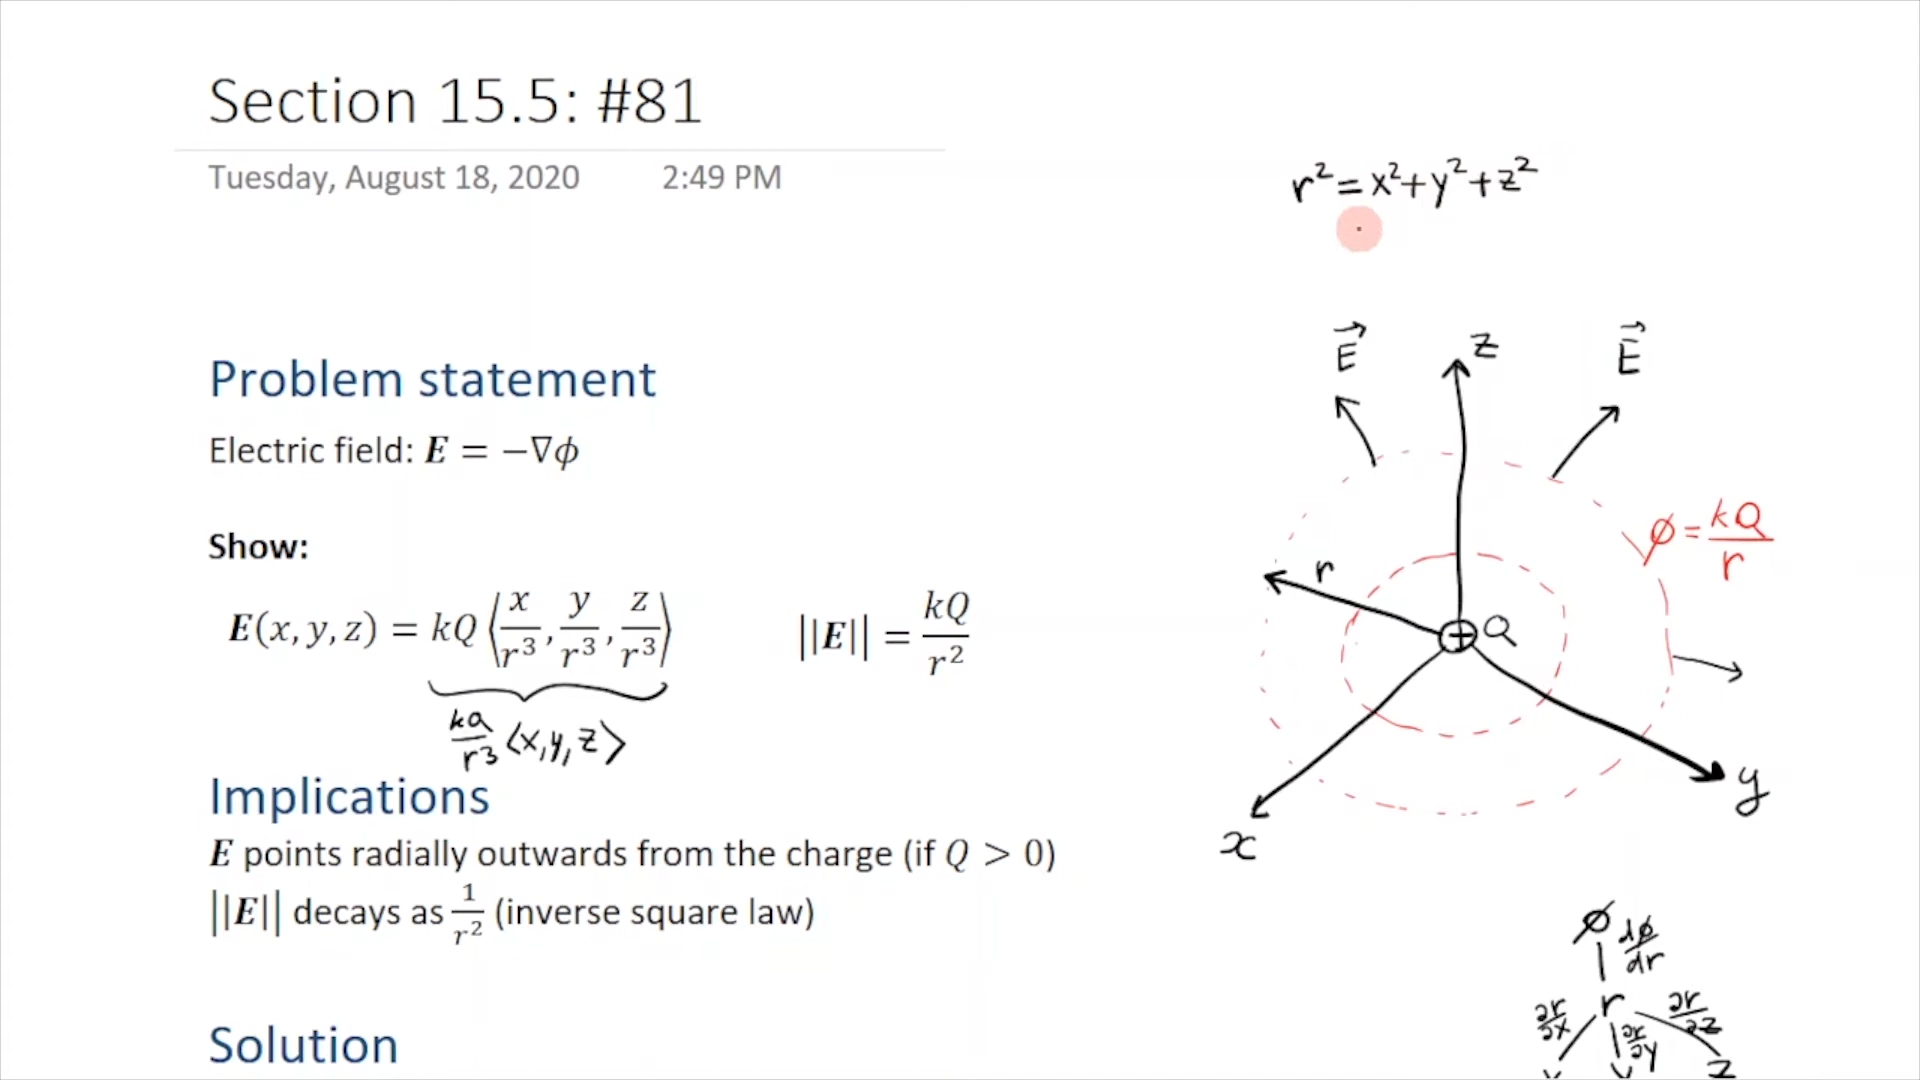 Section 15.5: #81
Tuesday, August 18, 2020 2:49 PM
r² = x² + y² + z²
Problem statement
Electric field: E = −∇ϕ
Show:
E(x, y, z) = kQ ⟨x/r³, y/r³, z/r³⟩ ||E|| = kQ/r²
kQ/r³ ⟨x, y, z⟩
Implications
E points radially outwards from the charge (if Q > 0)
||E|| decays as 1/r² (inverse square law)
Solution
E⃗
E⃗
z
ϕ = kQ/r
r
Q
y
x
ϕ
dϕ/dr
r
∂r/∂x
∂r/∂y
∂r/∂z
z